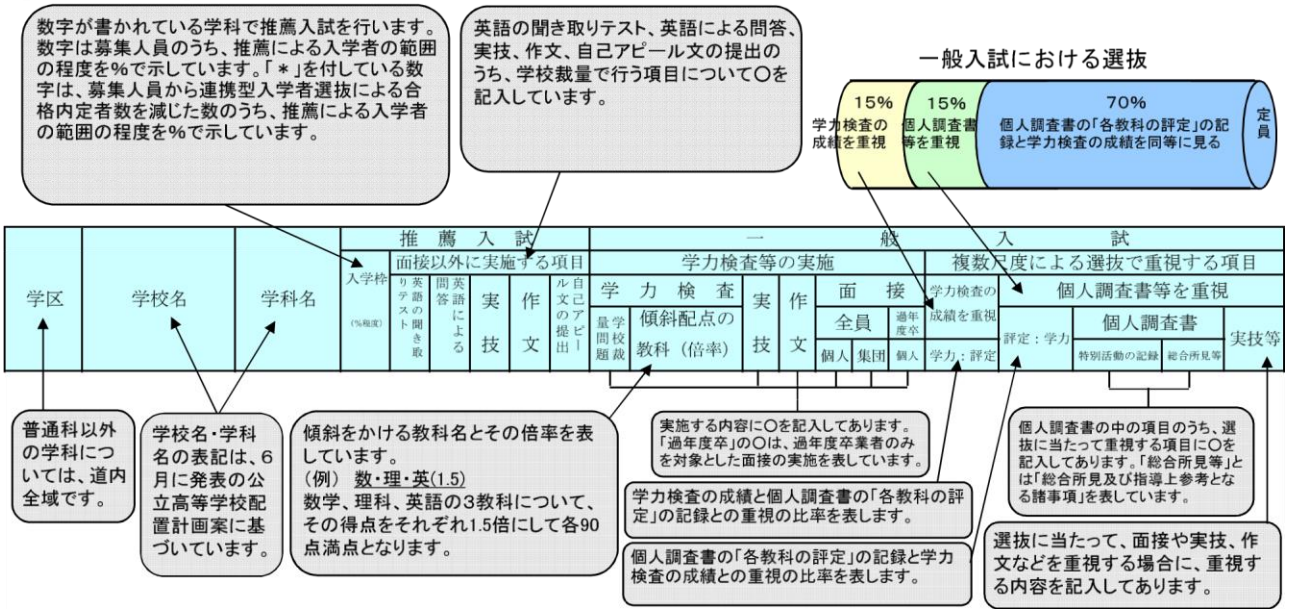 数字が書かれている学科で推薦入試を行います。
数字は募集人員のうち、推薦による入学者の範囲
の程度を%で示しています。「＊」を付している数
字は、募集人員から連携型入学者選抜による合
格内定者数を減じた数のうち、推薦による入学者
の範囲の程度を%で示しています。
英語の聞き取りテスト、英語による問答、
実技、作文、自己アピール文の提出の
うち、学校裁量で行う項目について○を
記入しています。
一般入試における選抜
15%
学力検査の
成績を重視
15%
個人調査書
等を重視
70%
個人調査書の「各教科の評定」の記
録と学力検査の成績を同等に見る
定員
学区
学校名
学科名
推薦入試
入学枠
(%程度)
面接以外に実施する項目
英語の聞き取
りテスト
英語による
問答
実技
作文
自己アピー
ル文の提出
一般入試
学力検査等の実施
学力検査
学校裁
量問題
傾斜配点の
教科（倍率）
実技
作文
面接
全員
過年
度卒
個人
集団
個人
複数尺度による選抜で重視する項目
学力検査の
成績を重視
学力：評定
個人調査書等を重視
評定：学力
個人調査書
特別活動の記録
総合所見等
実技等
普通科以外
の学科につ
いては、道内
全域です。
学校名・学科
名の表記は、６
月に発表の公
立高等学校配
置計画案に基
づいています。
傾斜をかける教科名とその倍率を表
しています。
（例） 数・理・英(1.5)
数学、理科、英語の３教科について、
その得点をそれぞれ1.5倍にして各90
点満点となります。
実施する内容に○を記入してあります。
「過年度卒」の○は、過年度卒業者のみ
を対象とした面接の実施を表しています。
学力検査の成績と個人調査書の「各教科の評
定」の記録との重視の比率を表します。
個人調査書の「各教科の評定」の記録と学力
検査の成績との重視の比率を表します。
個人調査書の中の項目のうち、選
抜に当たって重視する項目に○を
記入してあります。「総合所見等」と
は「総合所見及び指導上参考とな
る諸事項」を表しています。
選抜に当たって、面接や実技、作
文などを重視する場合に、重視す
る内容を記入してあります。